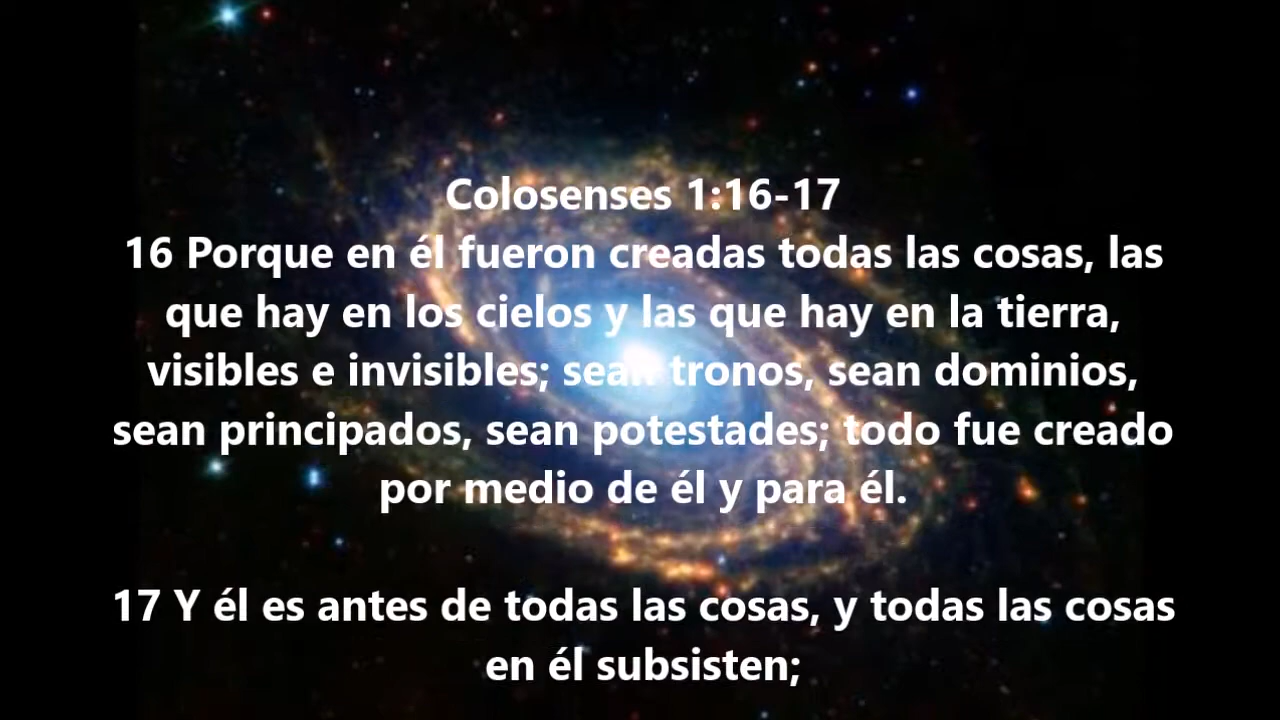 Colosenses 1:16-17
16 Porque en él fueron creadas todas las cosas, las
que hay en los cielos y las que hay en la tierra,
visibles e invisibles; sean tronos, sean dominios,
sean principados, sean potestades; todo fue creado
por medio de él y para él.
17 Y él es antes de todas las cosas, y todas las cosas
en él subsisten;